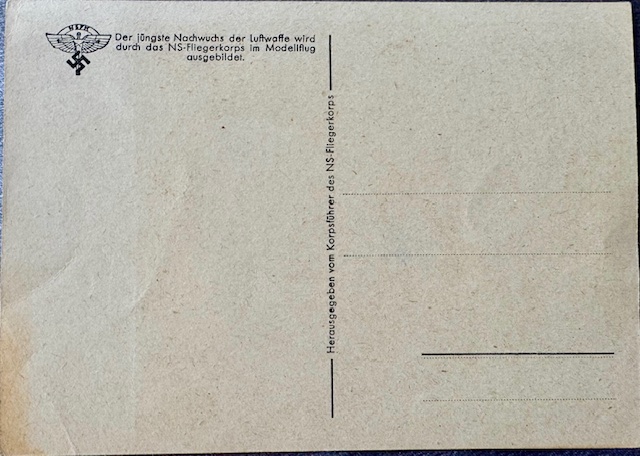 NSFK
Der jüngste Nachwuchs der Luftwaffe wird
durch das NS-Fliegerkorps im Modellflug
ausgebildet.
Herausgegeben vom Korpsführer des NS-Fliegerkorps